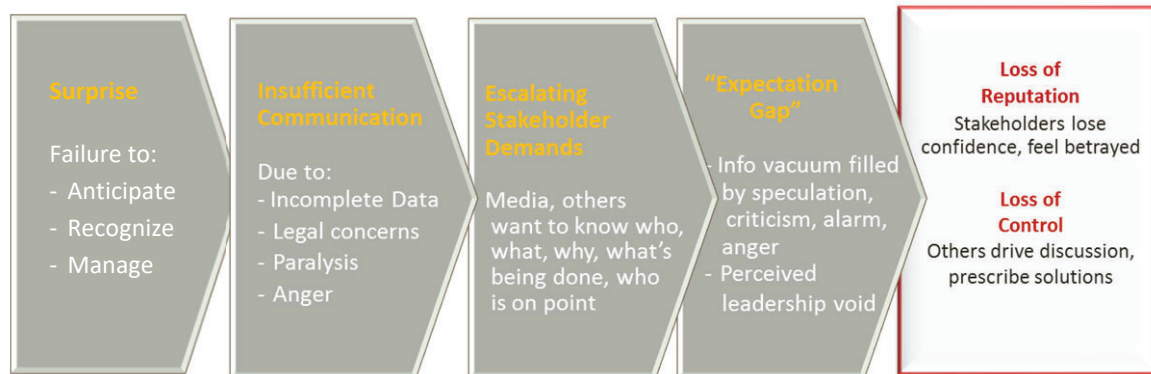 Surprise
Failure to:
- Anticipate
- Recognize
- Manage
Insufficient
Communication
Due to:
- Incomplete Data
- Legal concerns
- Paralysis
- Anger
Escalating
Stakeholder
Demands
Media, others
want to know who,
what, why, what’s
being done, who
is on point
“Expectation
Gap”
- Info vacuum filled
by speculation,
criticism, alarm,
anger
- Perceived
leadership void
Loss of
Reputation
Stakeholders lose
confidence, feel betrayed
Loss of
Control
Others drive discussion,
prescribe solutions